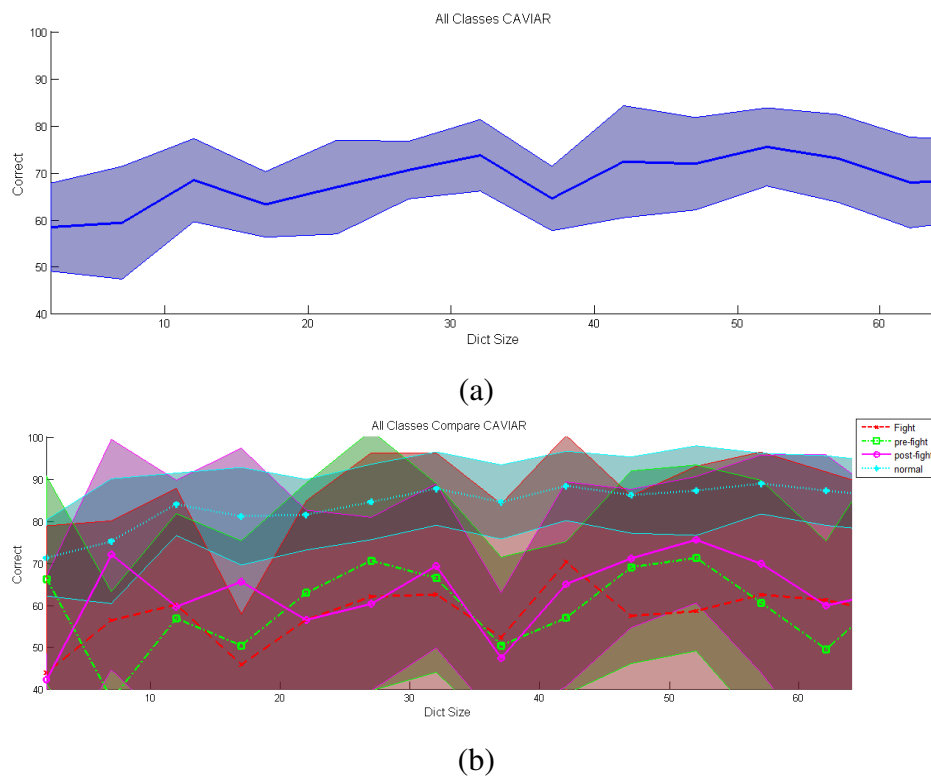 All Classes CAVIAR
100
90
80
70
60
50
40
Correct
10
20
30
40
50
60
Dict Size
(a)
All Classes Compare CAVIAR
100
90
80
70
60
50
40
Correct
10
20
30
40
50
60
Dict Size
Fight
pre-fight
post-fight
normal
(b)